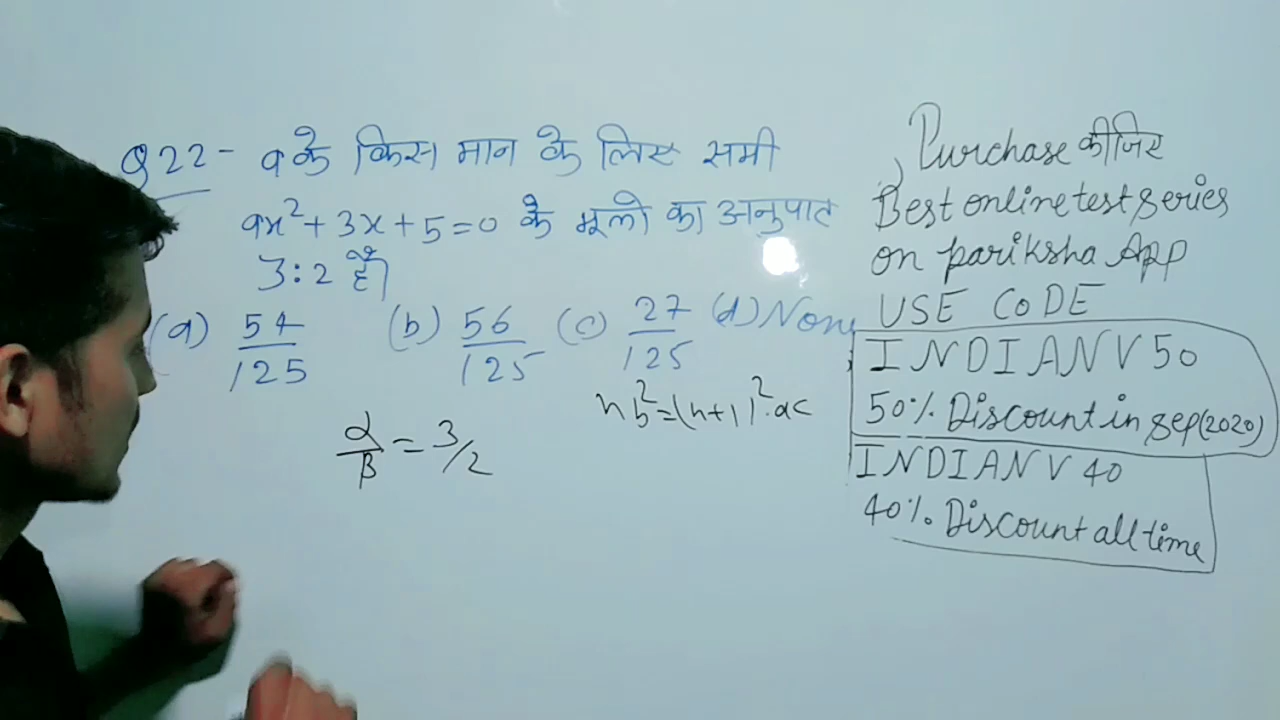 Q22- a के किस मान के लिए समी
ax²+3x+5=0 के मूलो का अनुपात
3:2 है।
(a) 54/125 (b) 56/125 (c) 27/125 (d) None
α/β = 3/2
nb²=(n+1)²·ac
Purchase कीजिए
Best online test series
on pariksha App
USE CODE
INDIANV50
50% Discount in sep(2020)
INDIANV40
40% Discount all time